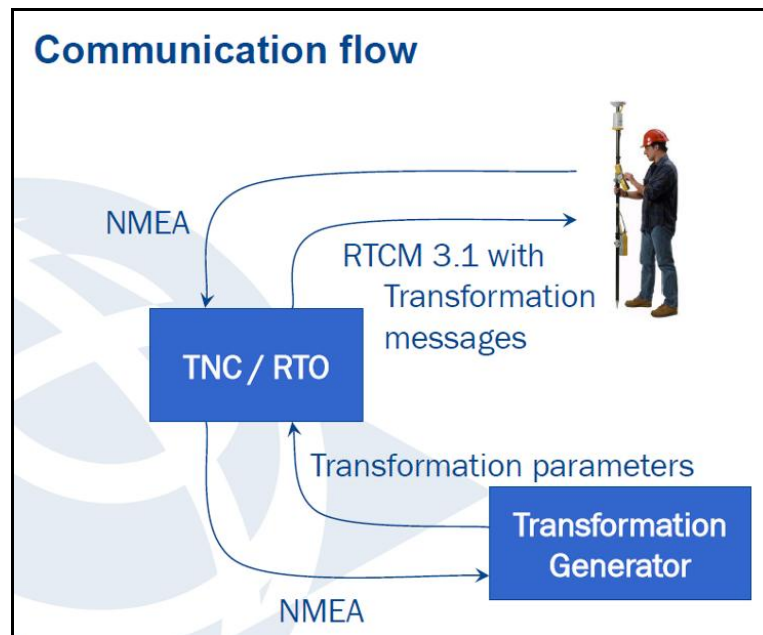 Communication flow
NMEA
RTCM 3.1 with
Transformation
messages
TNC / RTO
Transformation parameters
Transformation
Generator
NMEA